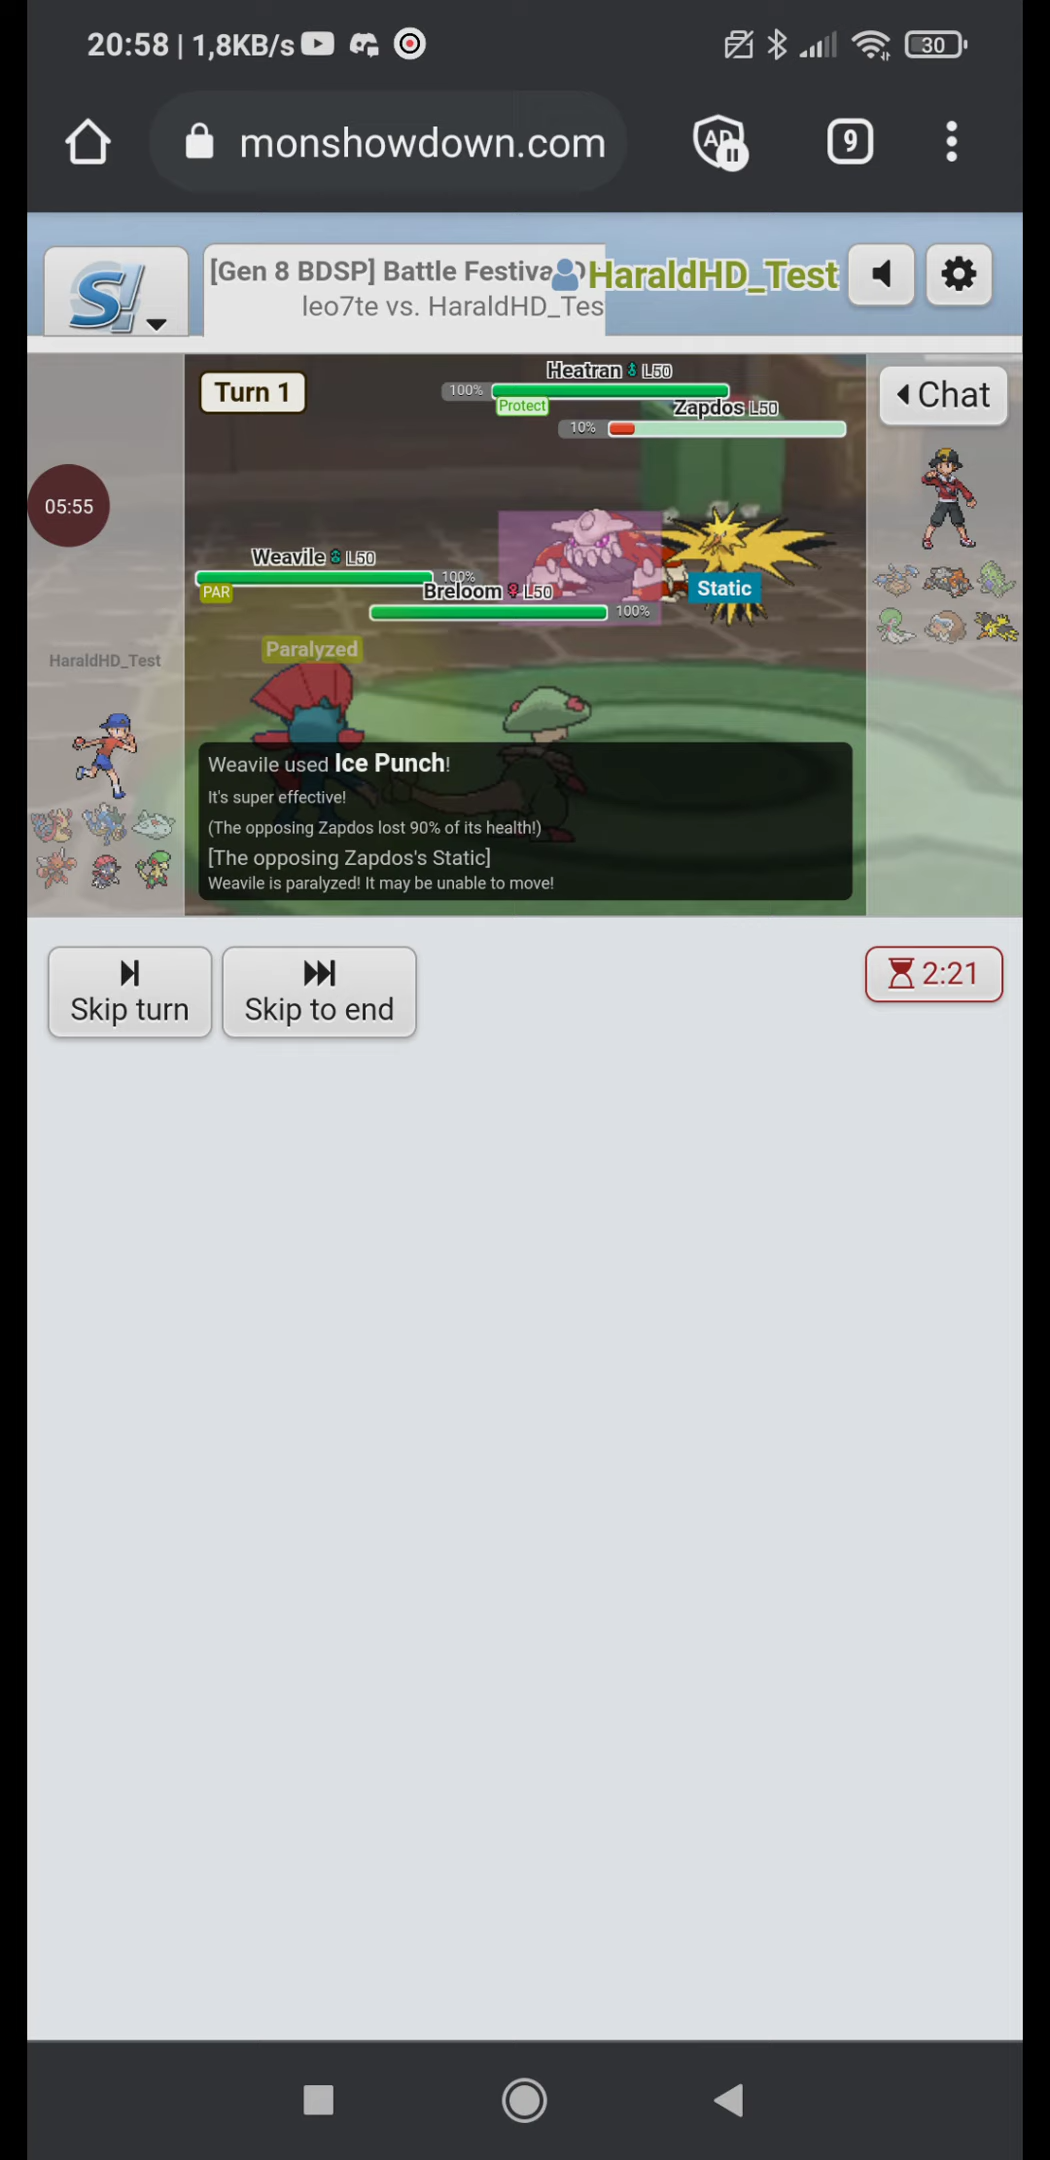 20:58 | 1,8KB/s
30
monshowdown.com
AD
9
S!
[Gen 8 BDSP] Battle Festiva
leo7te vs. HaraldHD_Tes
HaraldHD_Test
Turn 1
Heatran L50
100%
Protect
Zapdos L50
10%
Chat
05:55
Weavile L50
100%
PAR
Breloom L50
100%
Static
Paralyzed
HaraldHD_Test
Weavile used Ice Punch!
It's super effective!
(The opposing Zapdos lost 90% of its health!)
[The opposing Zapdos's Static]
Weavile is paralyzed! It may be unable to move!
Skip turn
Skip to end
2:21